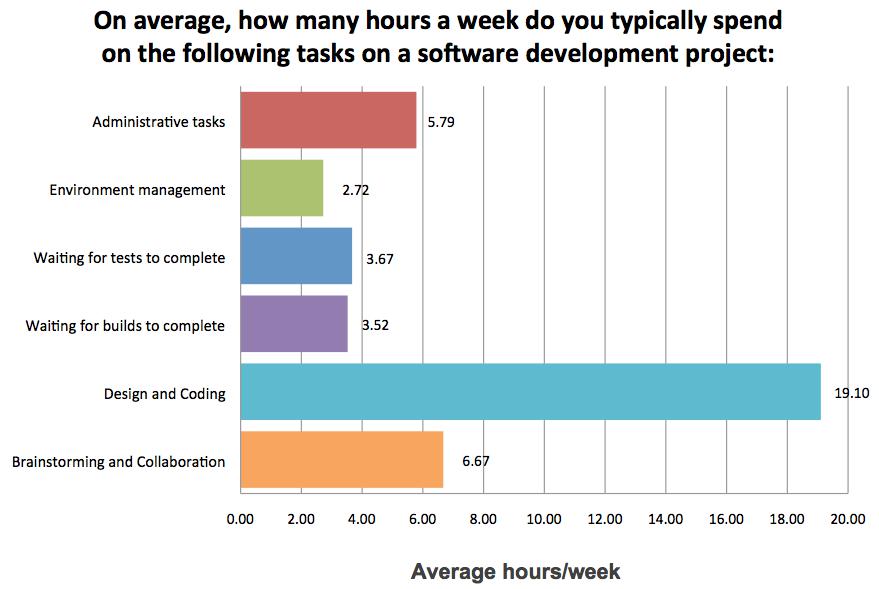 On average, how many hours a week do you typically spend
on the following tasks on a software development project:
Administrative tasks
5.79
Environment management
2.72
Waiting for tests to complete
3.67
Waiting for builds to complete
3.52
Design and Coding
19.10
Brainstorming and Collaboration
6.67
0.00 2.00 4.00 6.00 8.00 10.00 12.00 14.00 16.00 18.00 20.00
Average hours/week